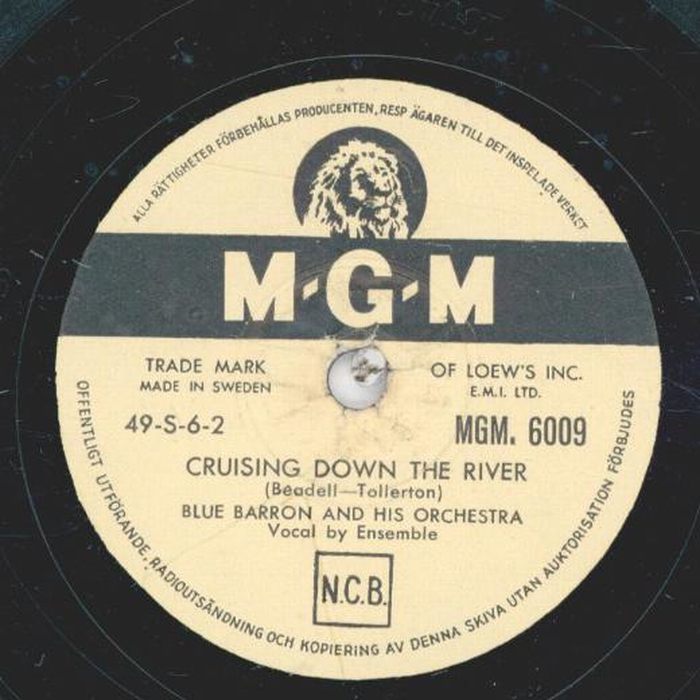 ALLA RÄTTIGHETER FÖRBEHÅLLAS PRODUCENTEN, RESP ÄGAREN TILL DET INSPELADE VERKET
M·G·M
TRADE MARK OF LOEW'S INC.
MADE IN SWEDEN E.M.I. LTD.
49-S-6-2 MGM. 6009
CRUISING DOWN THE RIVER
(Beadell—Tollerton)
BLUE BARRON AND HIS ORCHESTRA
Vocal by Ensemble
N.C.B.
OFFENTLIGT UTFÖRANDE, RADIOUTSÄNDNING OCH KOPIERING AV DENNA SKIVA UTAN AUKTORISATION FÖRBJUDES